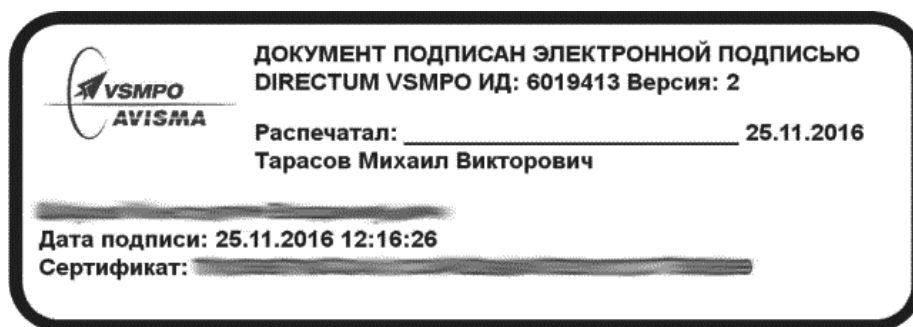 VSMPO
AVISMA
ДОКУМЕНТ ПОДПИСАН ЭЛЕКТРОННОЙ ПОДПИСЬЮ
DIRECTUM VSMPO ИД: 6019413 Версия: 2
Распечатал: 25.11.2016
Тарасов Михаил Викторович
Дата подписи: 25.11.2016 12:16:26
Сертификат: